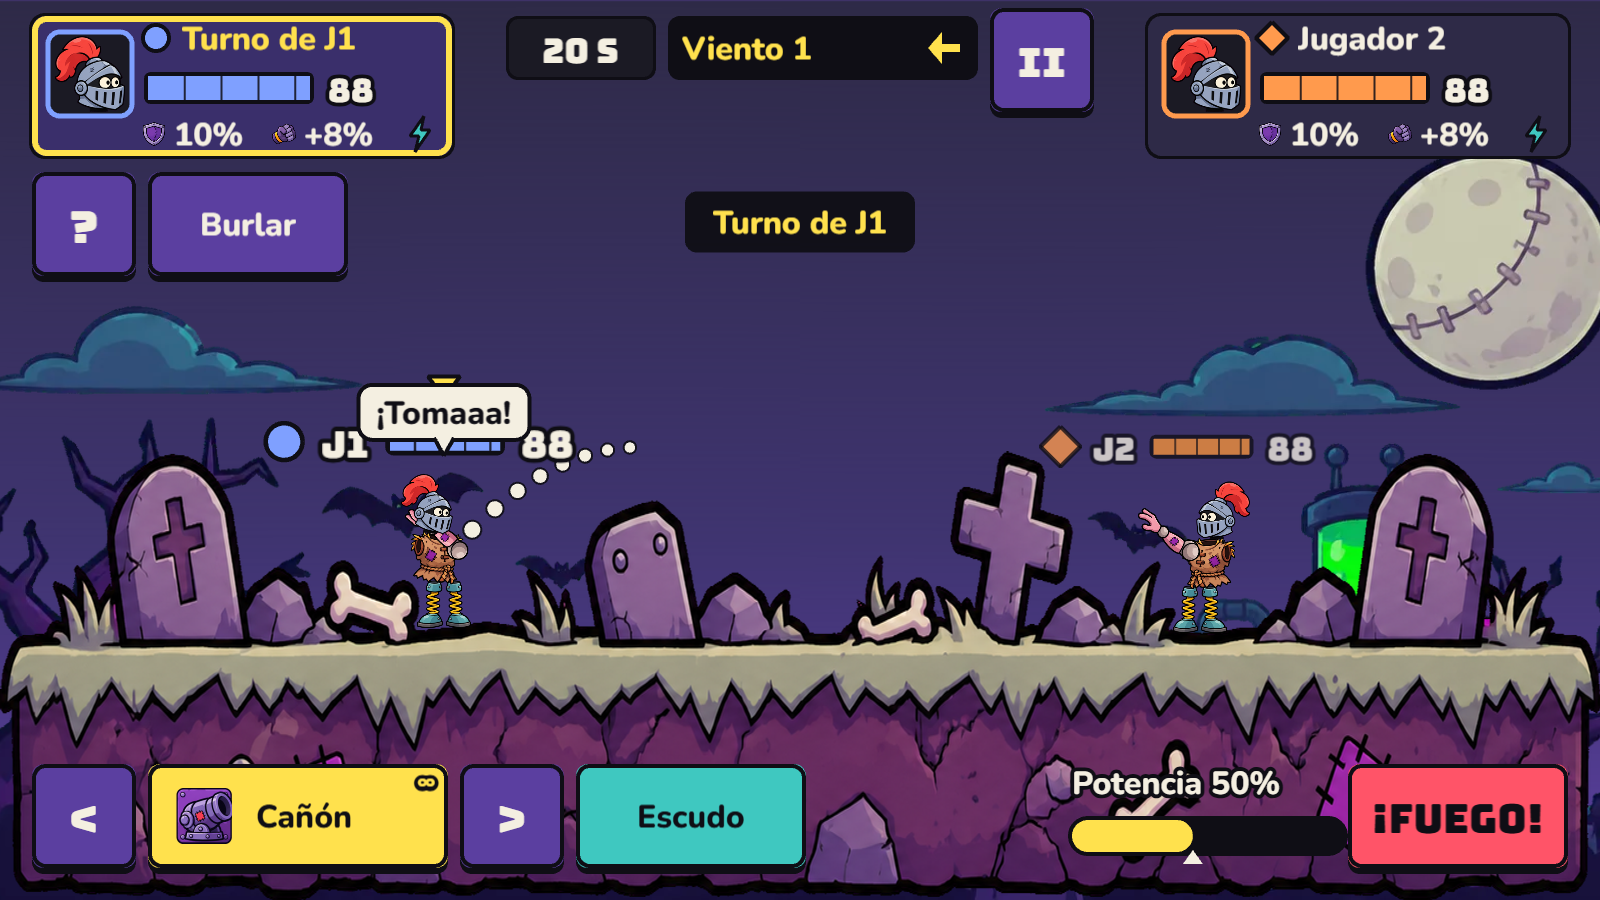 Turno de J1
88
10% +8%
20 S
Viento 1
II
Jugador 2
88
10% +8%
?
Burlar
Turno de J1
¡Tomaaa!
J1 88
J2 88
<
Cañón
∞
>
Escudo
Potencia 50%
¡FUEGO!